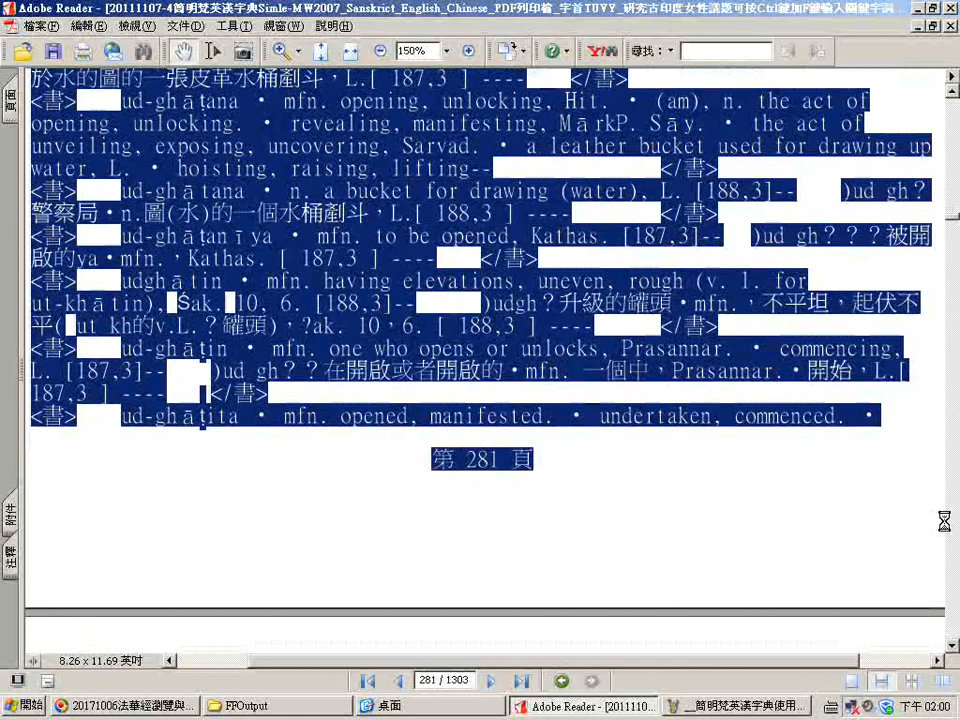 Adobe Reader - [20111107-4簡明梵英漢字典Simle-MW2007_Sanskrict_English_Chinese_PDF列印檔_字首TUVY_研究古印度女性議題可按Ctrl鍵加F鍵輸入關鍵字詞
檔案(F) 編輯(E) 檢視(V) 文件(D) 工具(T) 視窗(W) 說明(H)
150% Y! 尋找：
於水的圖的一張皮革水桶剷斗，L.[ 187,3 ] ---- </書>
<書> ud-ghāṭana · mfn. opening, unlocking, Hit. · (am), n. the act of
opening, unlocking. · revealing, manifesting, MārkP. Sāy. · the act of
unveiling, exposing, uncovering, Sarvad. · a leather bucket used for drawing up
water, L. · hoisting, raising, lifting-- </書>
<書> ud-ghātana · n. a bucket for drawing (water), L. [188,3]-- )ud gh？
警察局·n.圖(水)的一個水桶剷斗，L.[ 188,3 ] ---- </書>
<書> ud-ghāṭanīya · mfn. to be opened, Kathas. [187,3]-- )ud gh？？？被開
啟的ya·mfn.，Kathas. [ 187,3 ] ---- </書>
<書> udghātin · mfn. having elevations, uneven, rough (v. l. for
ut-khātin), Śak. 10, 6. [188,3]-- )udgh？升級的罐頭·mfn.，不平坦，起伏不
平( ut kh的v.L.？罐頭)，?ak. 10，6. [ 188,3 ] ---- </書>
<書> ud-ghāṭin · mfn. one who opens or unlocks, Prasannar. · commencing,
L. [187,3]-- )ud gh？？在開啟或者開啟的·mfn. 一個中，Prasannar.·開始，L.[
187,3 ] ---- </書>
<書> ud-ghāṭita · mfn. opened, manifested. · undertaken, commenced. ·
第 281 頁
頁面
附件
註釋
8.26 x 11.69 英吋
281 / 1303
開始 20171006法華經瀏覽與... FFOutput 桌面 Adobe Reader - [2011110... __簡明梵英字典使用... 下午 02:00